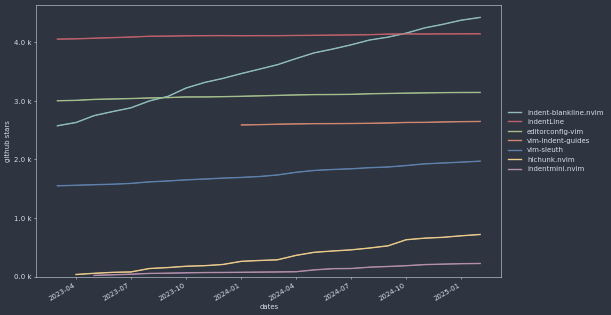 4.0 k
3.0 k
2.0 k
1.0 k
0.0 k
github stars
2023-04
2023-07
2023-10
2024-01
2024-04
2024-07
2024-10
2025-01
dates
indent-blankline.nvim
indentLine
editorconfig-vim
vim-indent-guides
vim-sleuth
hlchunk.nvim
indentmini.nvim